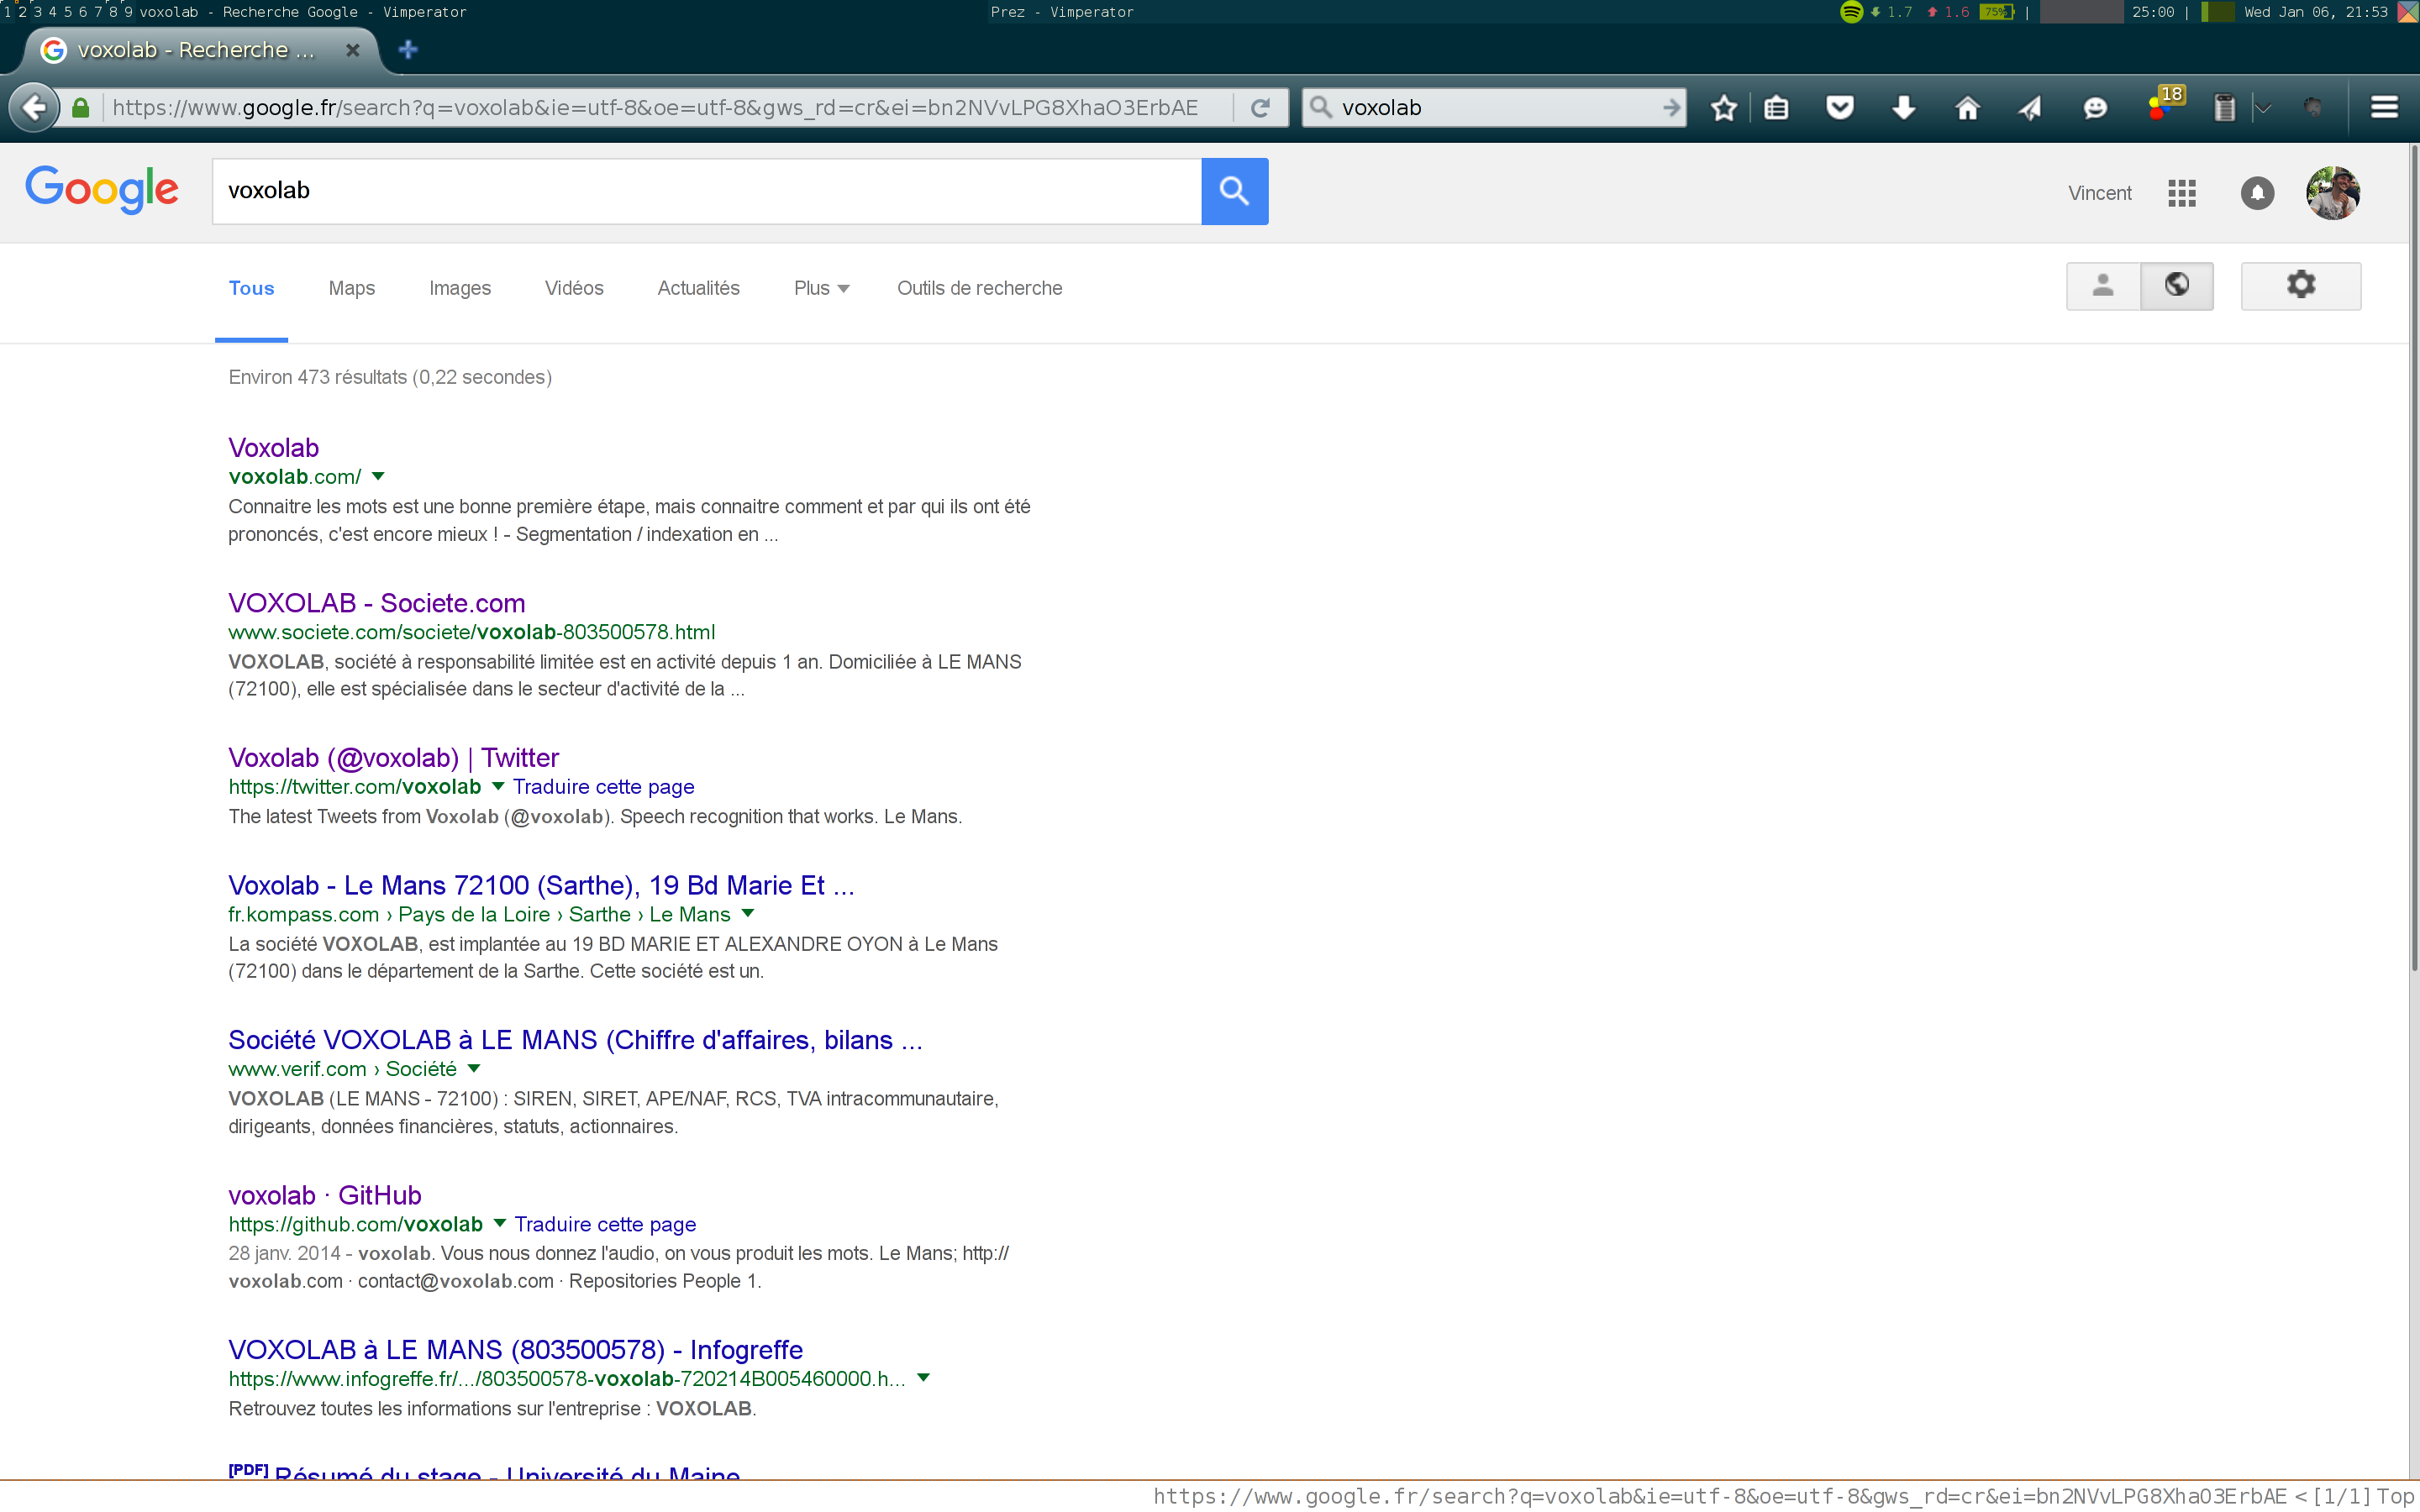 1 2 3 4 5 6 7 8 9 voxolab - Recherche Google - Vimperator
Prez - Vimperator
1.7 1.6 75% | 25:00 | Wed Jan 06, 21:53
voxolab - Recherche ...
https://www.google.fr/search?q=voxolab&ie=utf-8&oe=utf-8&gws_rd=cr&ei=bn2NVvLPG8XhaO3ErbAE
voxolab
18
Google
voxolab
Vincent
Tous Maps Images Vidéos Actualités Plus Outils de recherche
Environ 473 résultats (0,22 secondes)
Voxolab
voxolab.com/
Connaitre les mots est une bonne première étape, mais connaitre comment et par qui ils ont été
prononcés, c'est encore mieux ! - Segmentation / indexation en ...
VOXOLAB - Societe.com
www.societe.com/societe/voxolab-803500578.html
VOXOLAB, société à responsabilité limitée est en activité depuis 1 an. Domiciliée à LE MANS
(72100), elle est spécialisée dans le secteur d'activité de la ...
Voxolab (@voxolab) | Twitter
https://twitter.com/voxolab Traduire cette page
The latest Tweets from Voxolab (@voxolab). Speech recognition that works. Le Mans.
Voxolab - Le Mans 72100 (Sarthe), 19 Bd Marie Et ...
fr.kompass.com › Pays de la Loire › Sarthe › Le Mans
La société VOXOLAB, est implantée au 19 BD MARIE ET ALEXANDRE OYON à Le Mans
(72100) dans le département de la Sarthe. Cette société est un.
Société VOXOLAB à LE MANS (Chiffre d'affaires, bilans ...
www.verif.com › Société
VOXOLAB (LE MANS - 72100) : SIREN, SIRET, APE/NAF, RCS, TVA intracommunautaire,
dirigeants, données financières, statuts, actionnaires.
voxolab · GitHub
https://github.com/voxolab Traduire cette page
28 janv. 2014 - voxolab. Vous nous donnez l'audio, on vous produit les mots. Le Mans; http://
voxolab.com · contact@voxolab.com · Repositories People 1.
VOXOLAB à LE MANS (803500578) - Infogreffe
https://www.infogreffe.fr/.../803500578-voxolab-720214B005460000.h...
Retrouvez toutes les informations sur l'entreprise : VOXOLAB.
[PDF] Résumé du stage - Université du Maine
https://www.google.fr/search?q=voxolab&ie=utf-8&oe=utf-8&gws_rd=cr&ei=bn2NVvLPG8XhaO3ErbAE < [1/1] Top